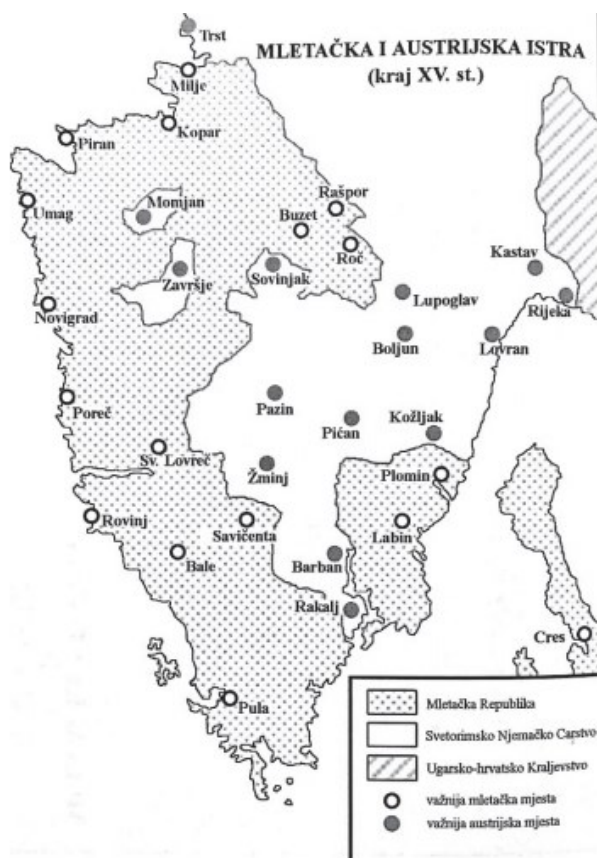 Trst
MLETAČKA I AUSTRIJSKA ISTRA
(kraj XV. st.)
Milje
Kopar
Piran
Umag
Momjan
Rašpor
Buzet
Roč
Završje
Sovinjak
Kastav
Lupoglav
Rijeka
Novigrad
Boljun
Lovran
Poreč
Pazin
Pićan
Kožljak
Sv. Lovreč
Žminj
Plomin
Rovinj
Savičenta
Labin
Bale
Barban
Rakalj
Cres
Pula
Mletačka Republika
Svetorimsko Njemačko Carstvo
Ugarsko-hrvatsko Kraljevstvo
važnija mletačka mjesta
važnija austrijska mjesta